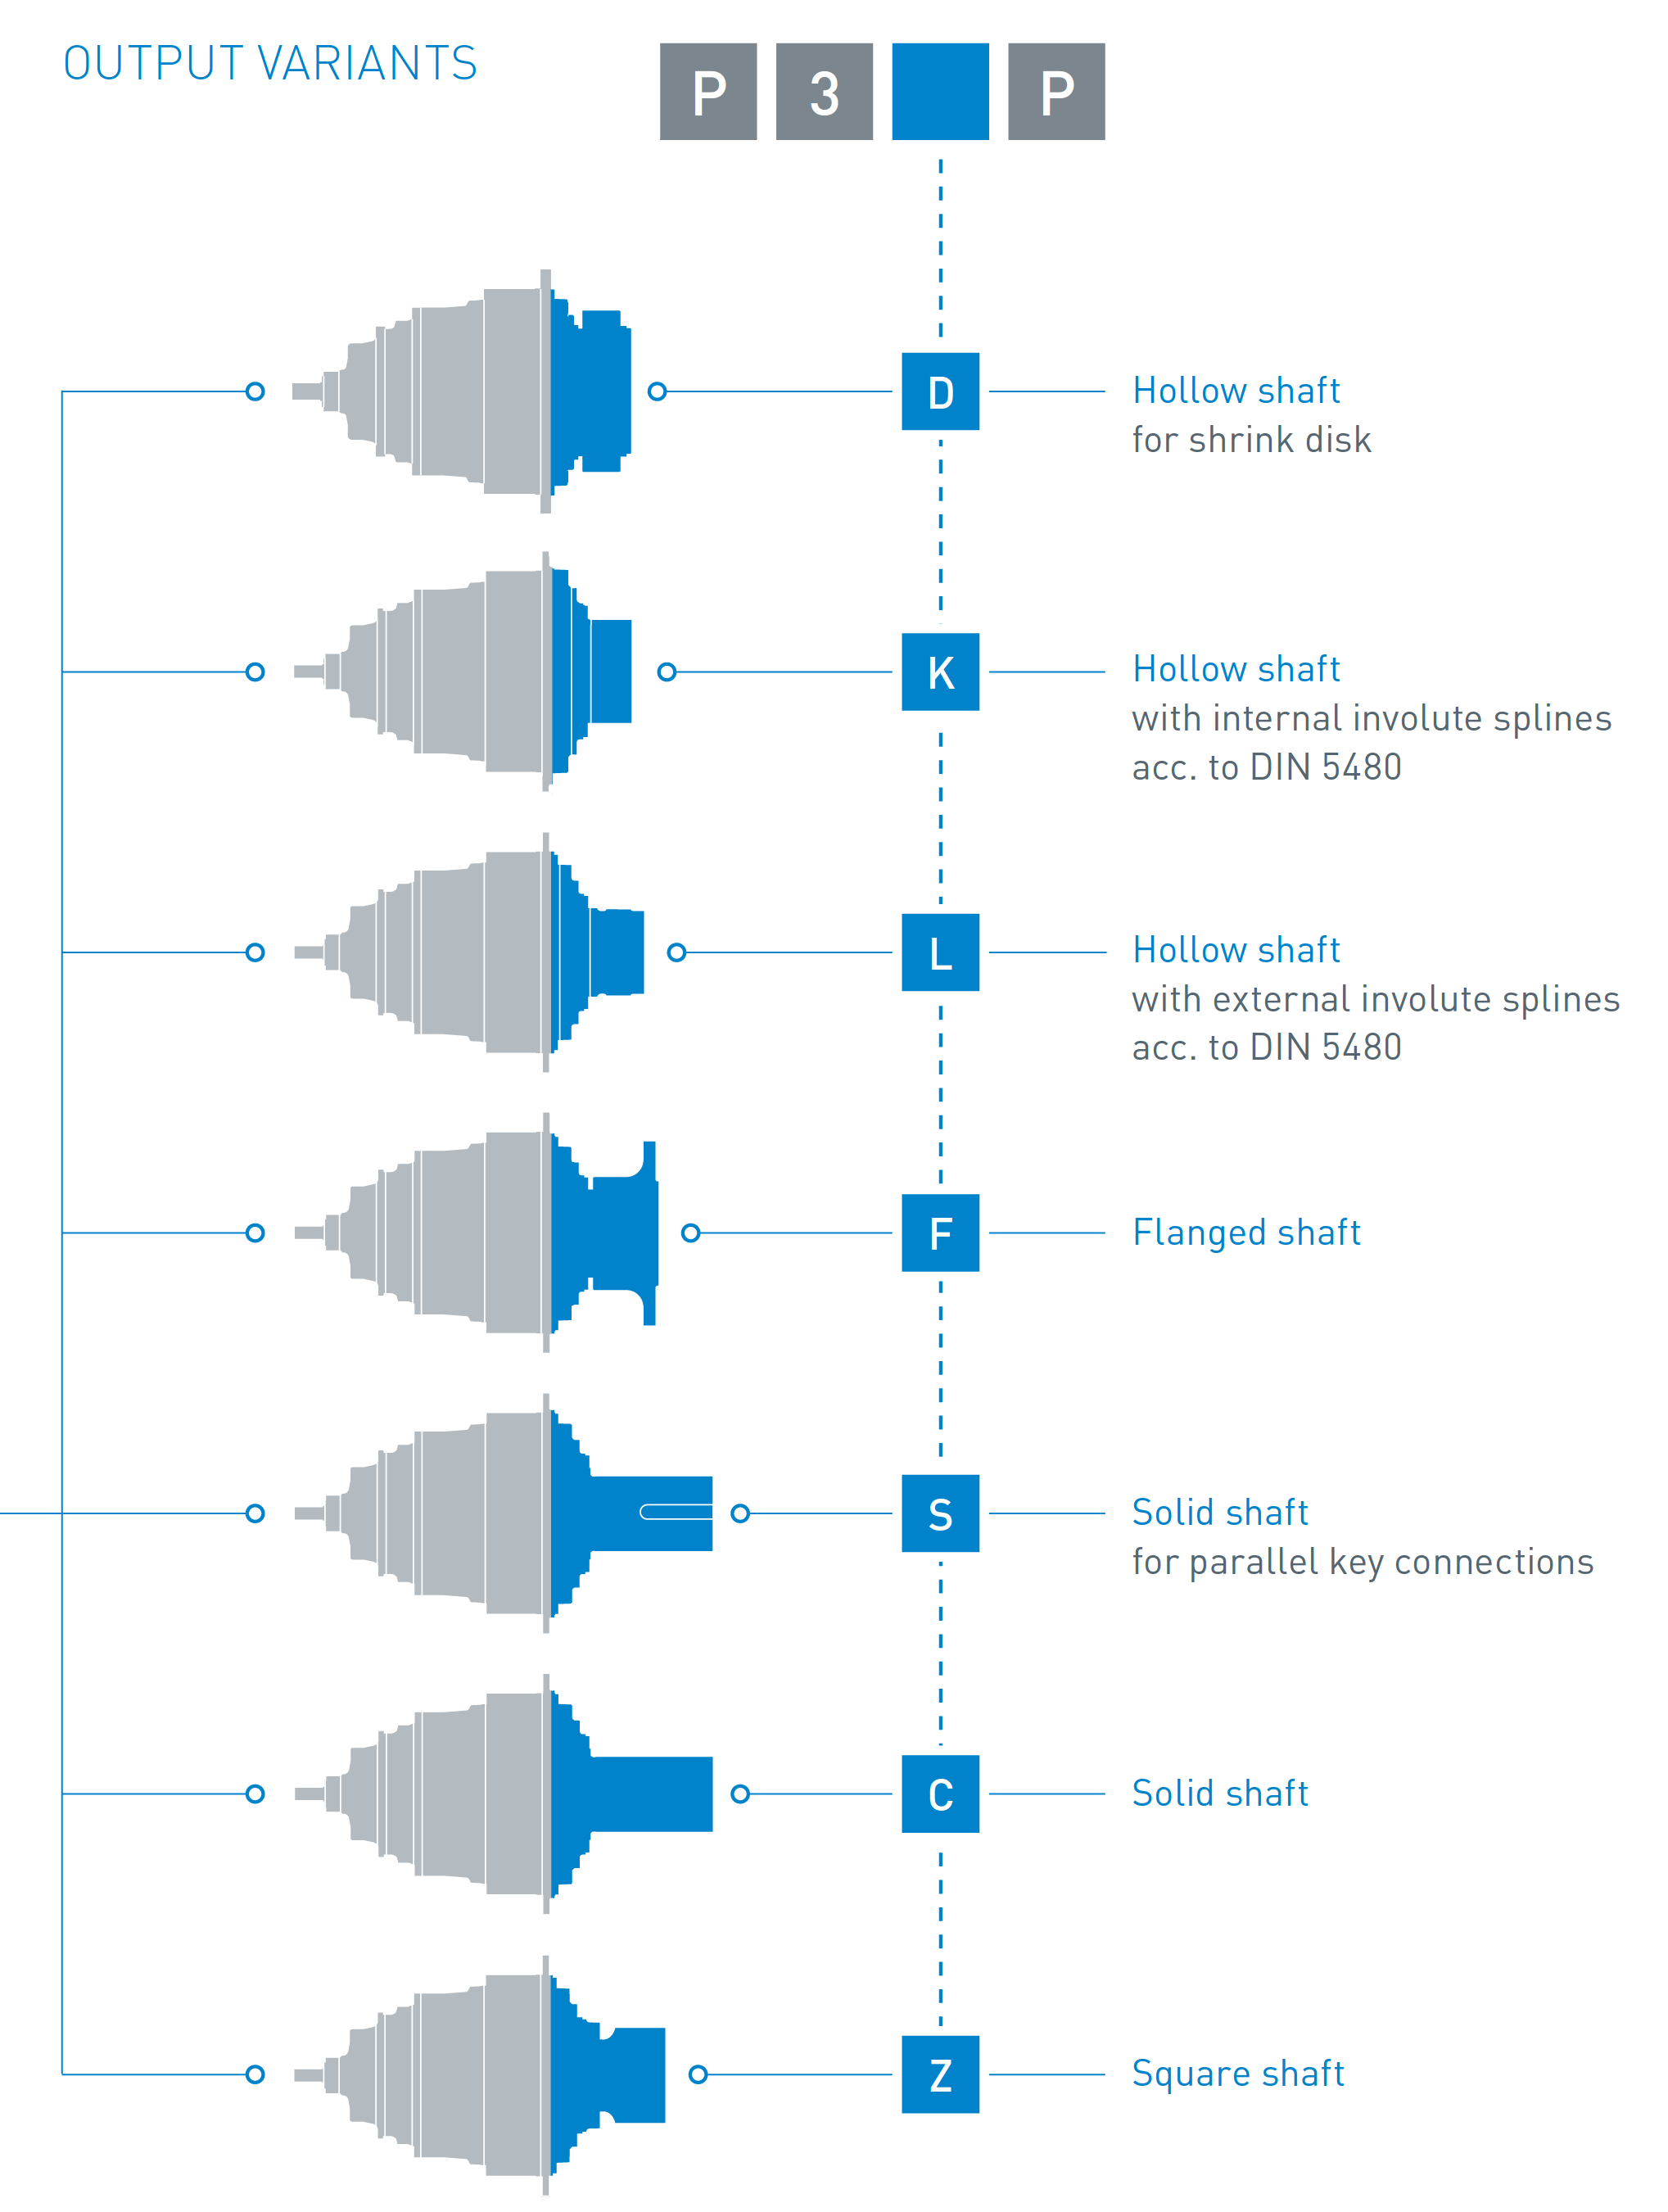 OUTPUT VARIANTS
P 3 P
D
Hollow shaft
for shrink disk
K
Hollow shaft
with internal involute splines
acc. to DIN 5480
L
Hollow shaft
with external involute splines
acc. to DIN 5480
F
Flanged shaft
S
Solid shaft
for parallel key connections
C
Solid shaft
Z
Square shaft